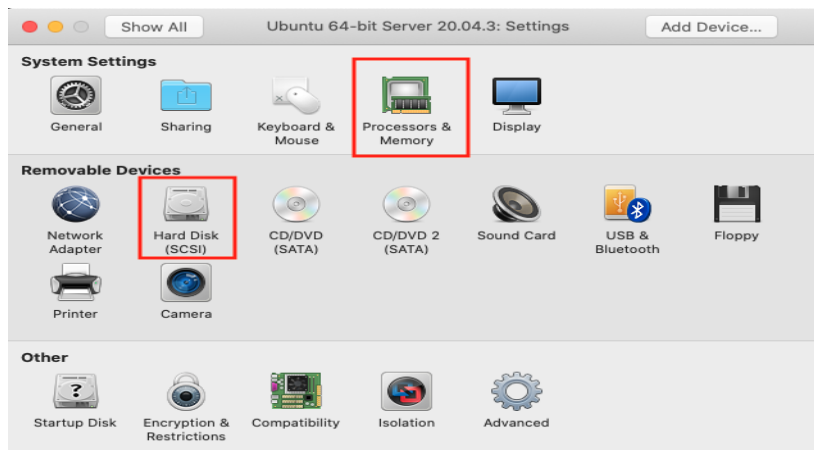 Show All
Ubuntu 64-bit Server 20.04.3: Settings
Add Device...
System Settings
General
Sharing
Keyboard &
Mouse
Processors &
Memory
Display
Removable Devices
Network
Adapter
Hard Disk
(SCSI)
CD/DVD
(SATA)
CD/DVD 2
(SATA)
Sound Card
USB &
Bluetooth
Floppy
Printer
Camera
Other
?
Startup Disk
Encryption &
Restrictions
Compatibility
Isolation
Advanced